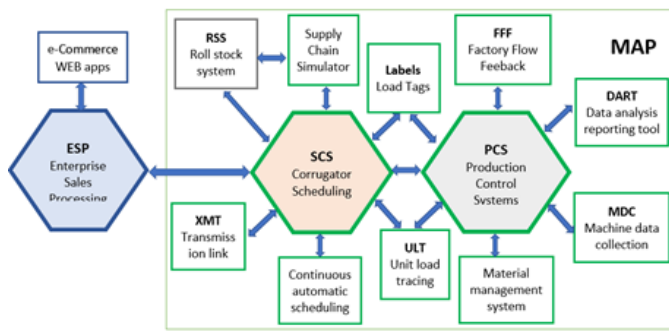 MAP
e-Commerce
WEB apps
RSS
Roll stock
system
Supply
Chain
Simulator
Labels
Load Tags
FFF
Factory Flow
Feeback
DART
Data analysis
reporting tool
ESP
Enterprise
Sales
Processing
SCS
Corrugator
Scheduling
PCS
Production
Control
Systems
XMT
Transmiss
ion link
Continuous
automatic
scheduling
ULT
Unit load
tracing
Material
management
system
MDC
Machine data
collection